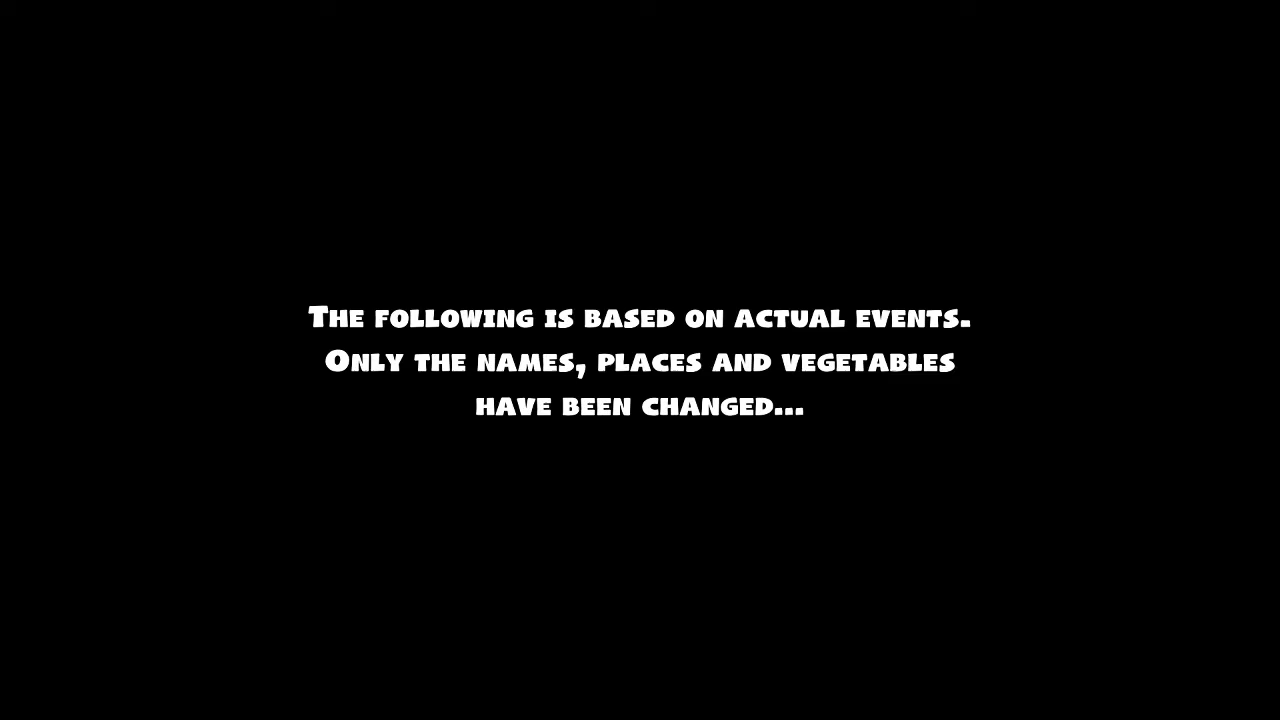 The following is based on actual events.
Only the names, places and vegetables
have been changed...